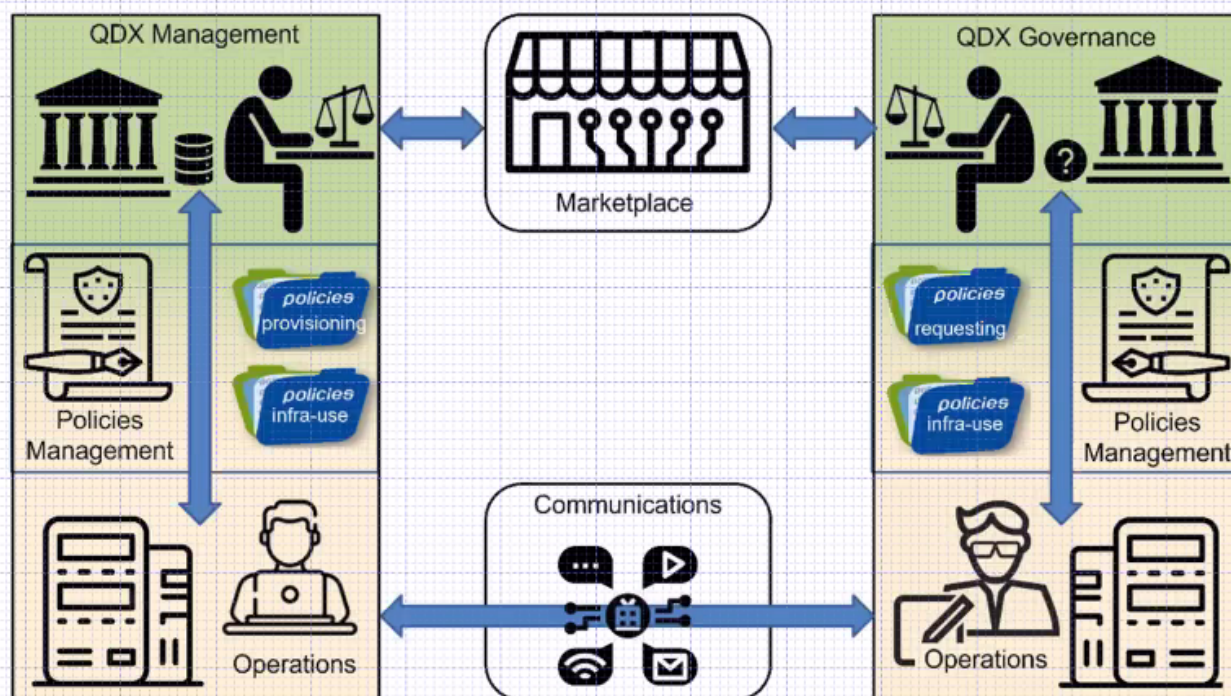 QDX Management
QDX Governance
Marketplace
policies
provisioning
policies
infra-use
Policies
Management
policies
requesting
policies
infra-use
Policies
Management
Communications
Operations
?
Operations